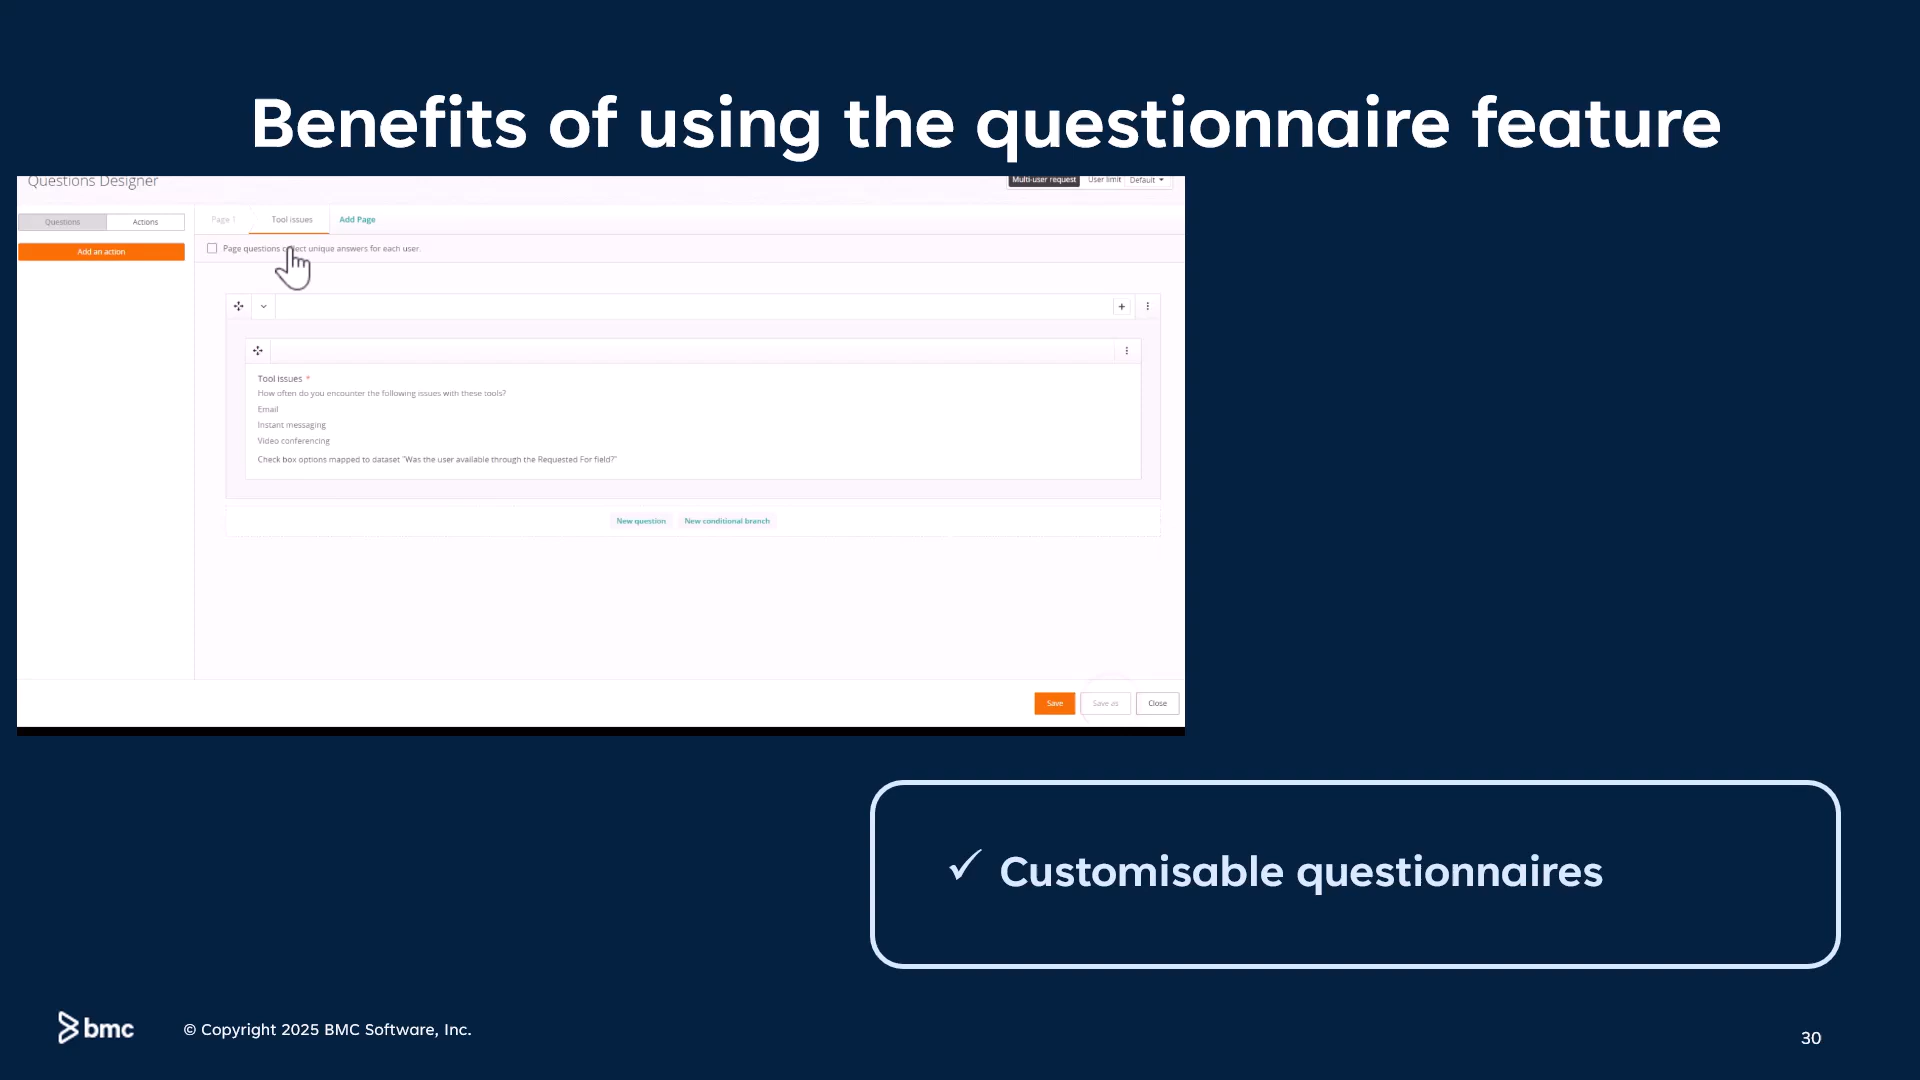 Benefits of using the questionnaire feature
Questions Designer
Multi-user request User limit Default
Questions Actions
Page 1 Tool issues Add Page
Add an action
Page questions collect unique answers for each user.
Tool issues *
How often do you encounter the following issues with these tools?
Email
Instant messaging
Video conferencing
Check box options mapped to dataset "Was the user available through the Requested For field?"
New question New conditional branch
Save Save as Close
✓ Customisable questionnaires
bmc
© Copyright 2025 BMC Software, Inc.
30